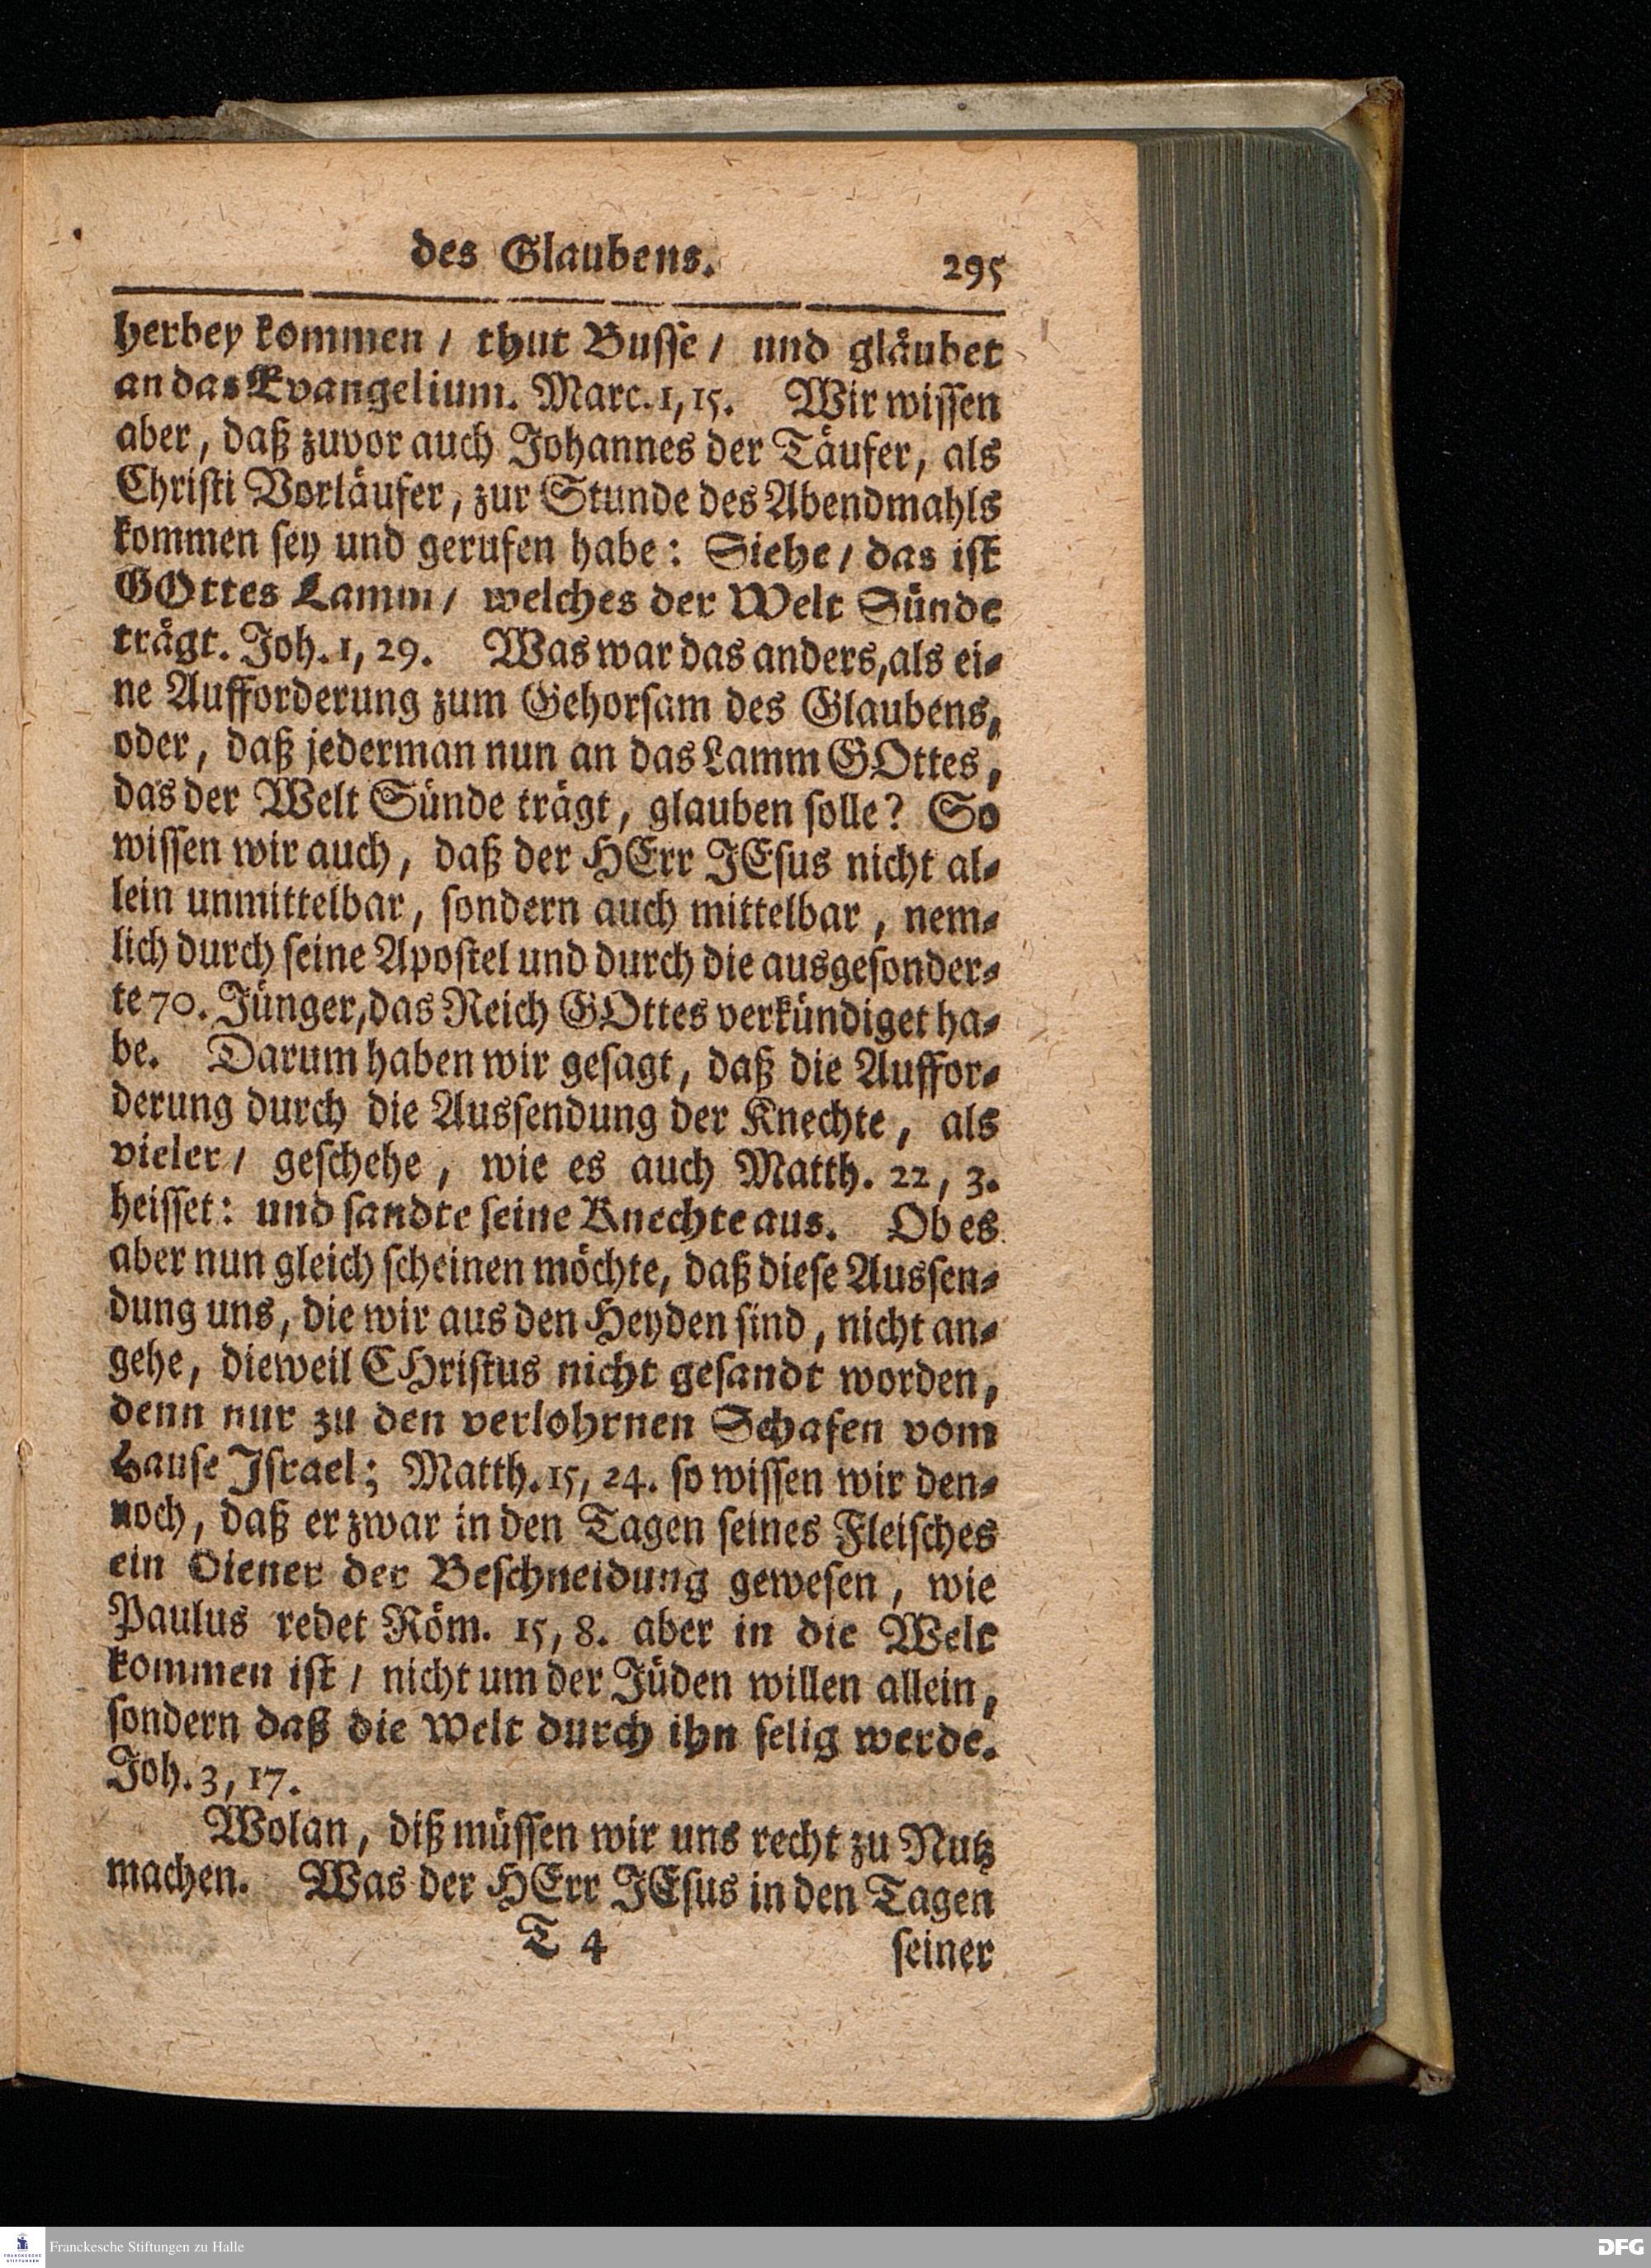 des Glaubens. 295
herbey kommen / thut Busse / und gläubet
an das Evangelium. Marc. 1, 15. Wir wissen
aber, daß zuvor auch Johannes der Täufer, als
Christi Vorläufer, zur Stunde des Abendmahls
kommen sey und gerufen habe: Siehe / das ist
GOttes Lamm / welches der Welt Sünde
trägt. Joh. 1, 29. Was war das anders, als ei-
ne Aufforderung zum Gehorsam des Glaubens,
oder, daß jederman nun an das Lamm GOttes,
das der Welt Sünde trägt, glauben solle? So
wissen wir auch, daß der HErr JEsus nicht al-
lein unmittelbar, sondern auch mittelbar, nem-
lich durch seine Apostel und durch die ausgesonder-
te 70. Jünger, das Reich GOttes verkündiget ha-
be. Darum haben wir gesagt, daß die Auffor-
derung durch die Aussendung der Knechte, als
vieler / geschehe, wie es auch Matth. 22, 3.
heisset: und sandte seine Knechte aus. Ob es
aber nun gleich scheinen möchte, daß diese Aussen-
dung uns, die wir aus den Heyden sind, nicht an-
gehe, dieweil CHristus nicht gesandt worden,
denn nur zu den verlohrnen Schafen vom
Hause Israel; Matth. 15, 24. so wissen wir den-
noch, daß er zwar in den Tagen seines Fleisches
ein Diener der Beschneidung gewesen, wie
Paulus redet Röm. 15, 8. aber in die Welt
kommen ist / nicht um der Jüden willen allein,
sondern daß die Welt durch ihn selig werde.
Joh. 3, 17.
Wolan, diß müssen wir uns recht zu Nutz
machen. Was der HErr JEsus in den Tagen
T 4 seiner
FRANCKESCHE STIFTUNGEN
Franckesche Stiftungen zu Halle
DFG